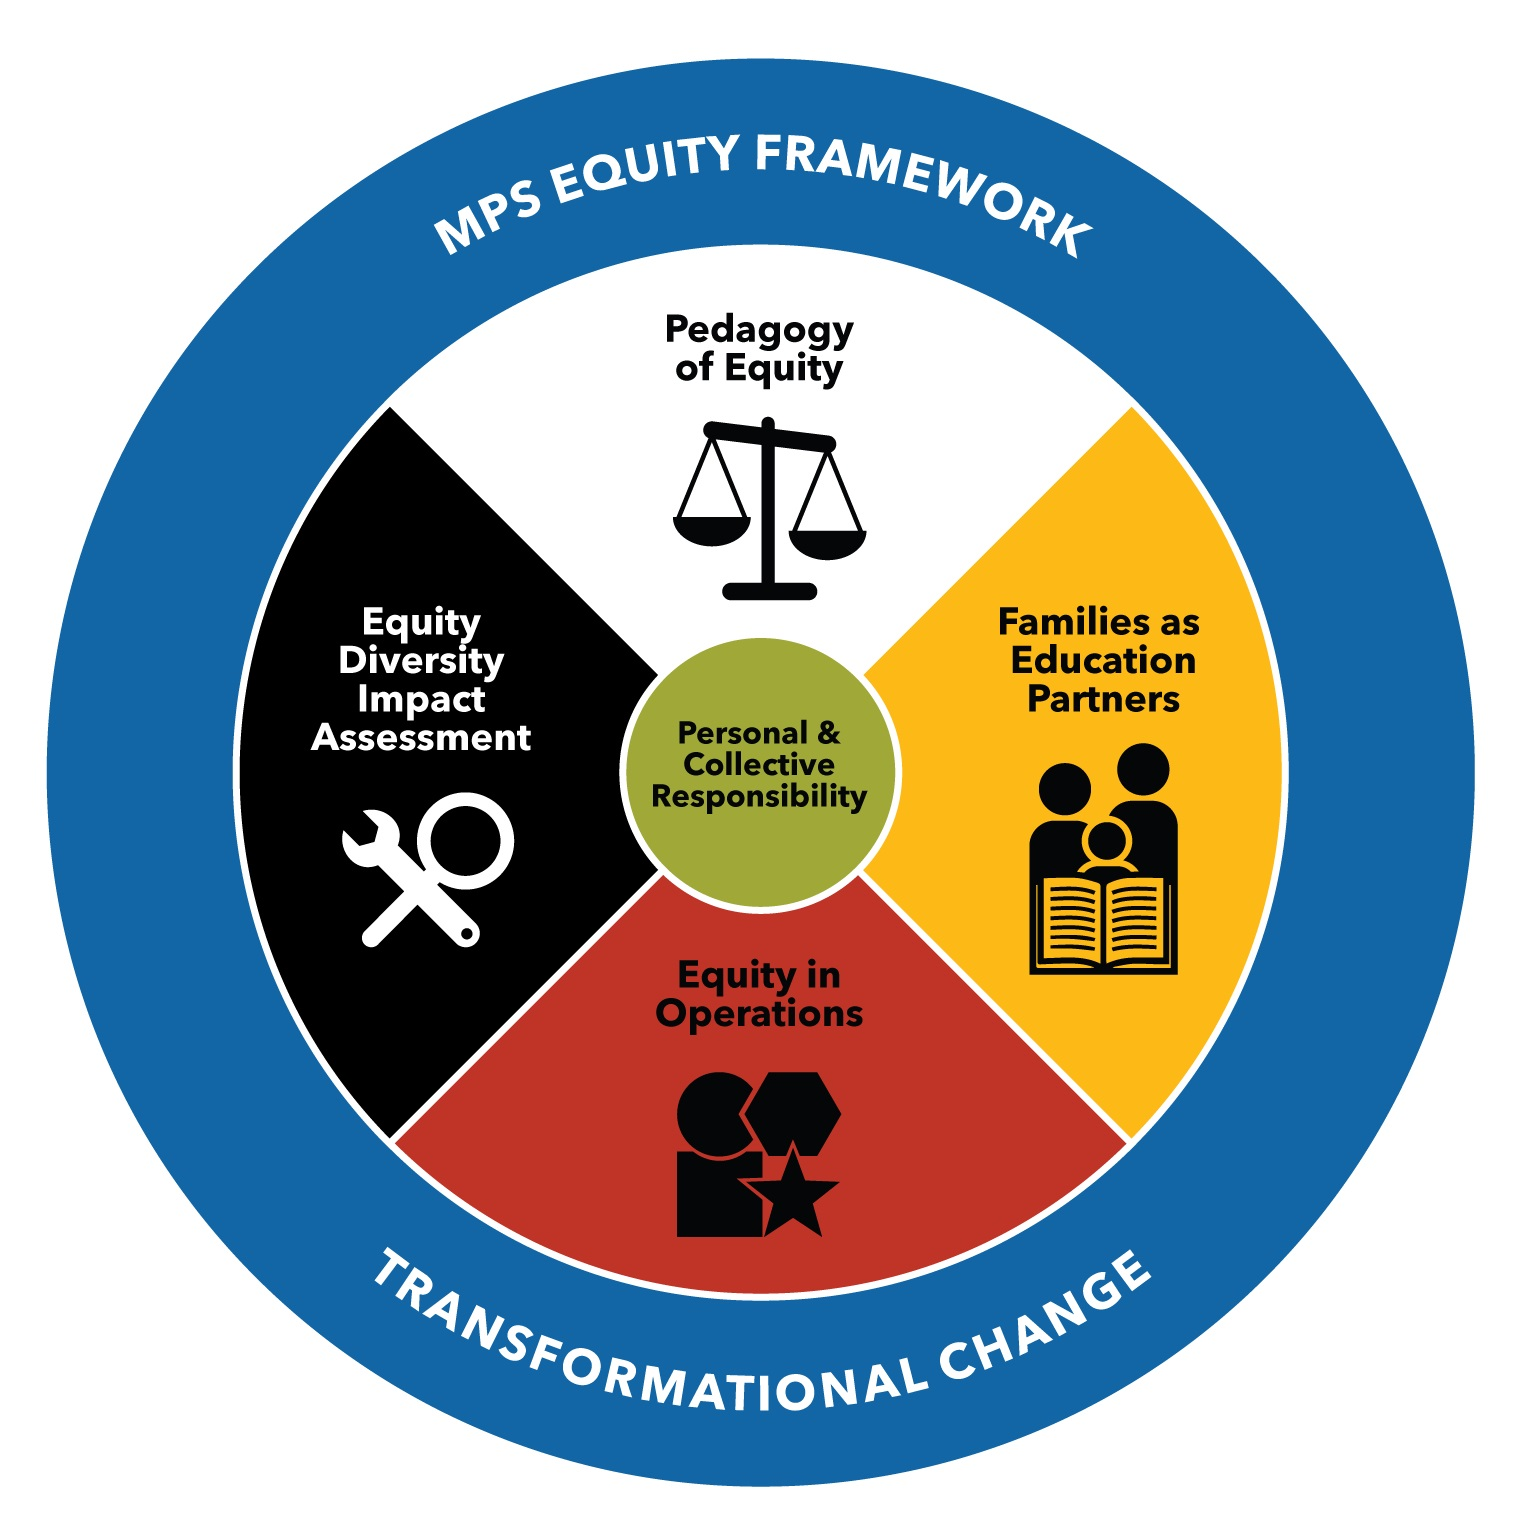 MPS EQUITY FRAMEWORK
Pedagogy
of Equity
Equity
Diversity
Impact
Assessment
Families as
Education
Partners
Personal &
Collective
Responsibility
Equity in
Operations
TRANSFORMATIONAL CHANGE